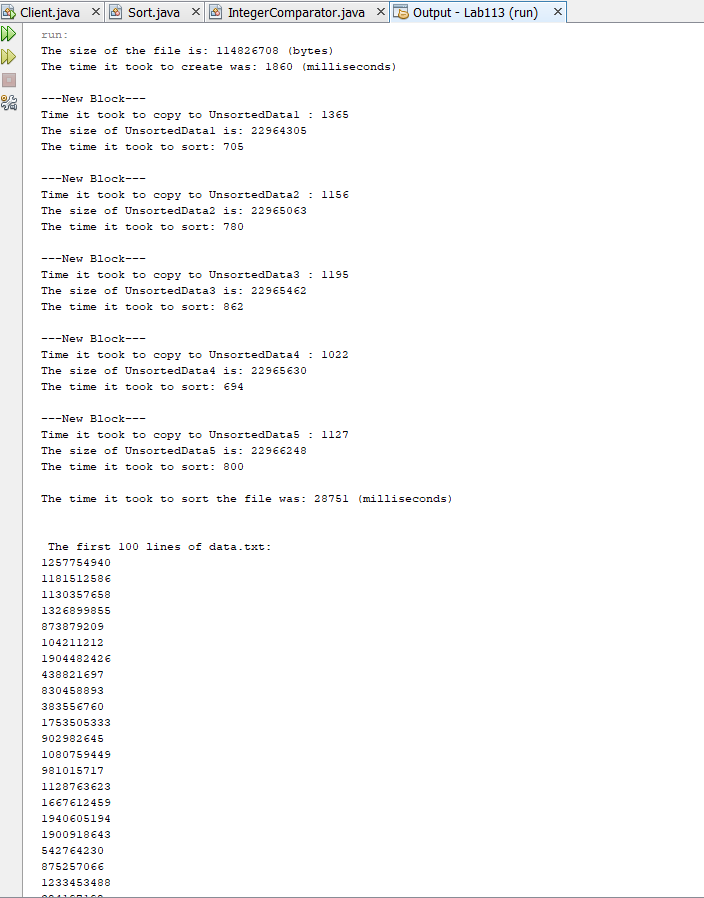 Client.java
Sort.java
IntegerComparator.java
Output - Lab113 (run)
run:
The size of the file is: 114826708 (bytes)
The time it took to create was: 1860 (milliseconds)
---New Block---
Time it took to copy to UnsortedData1 : 1365
The size of UnsortedData1 is: 22964305
The time it took to sort: 705
---New Block---
Time it took to copy to UnsortedData2 : 1156
The size of UnsortedData2 is: 22965063
The time it took to sort: 780
---New Block---
Time it took to copy to UnsortedData3 : 1195
The size of UnsortedData3 is: 22965462
The time it took to sort: 862
---New Block---
Time it took to copy to UnsortedData4 : 1022
The size of UnsortedData4 is: 22965630
The time it took to sort: 694
---New Block---
Time it took to copy to UnsortedData5 : 1127
The size of UnsortedData5 is: 22966248
The time it took to sort: 800
The time it took to sort the file was: 28751 (milliseconds)
The first 100 lines of data.txt:
1257754940
1181512586
1130357658
1326899855
873879209
104211212
1904482426
438821697
830458893
383556760
1753505333
902982645
1080759449
981015717
1128763623
1667612459
1940605194
1900918643
542764230
875257066
1233453488